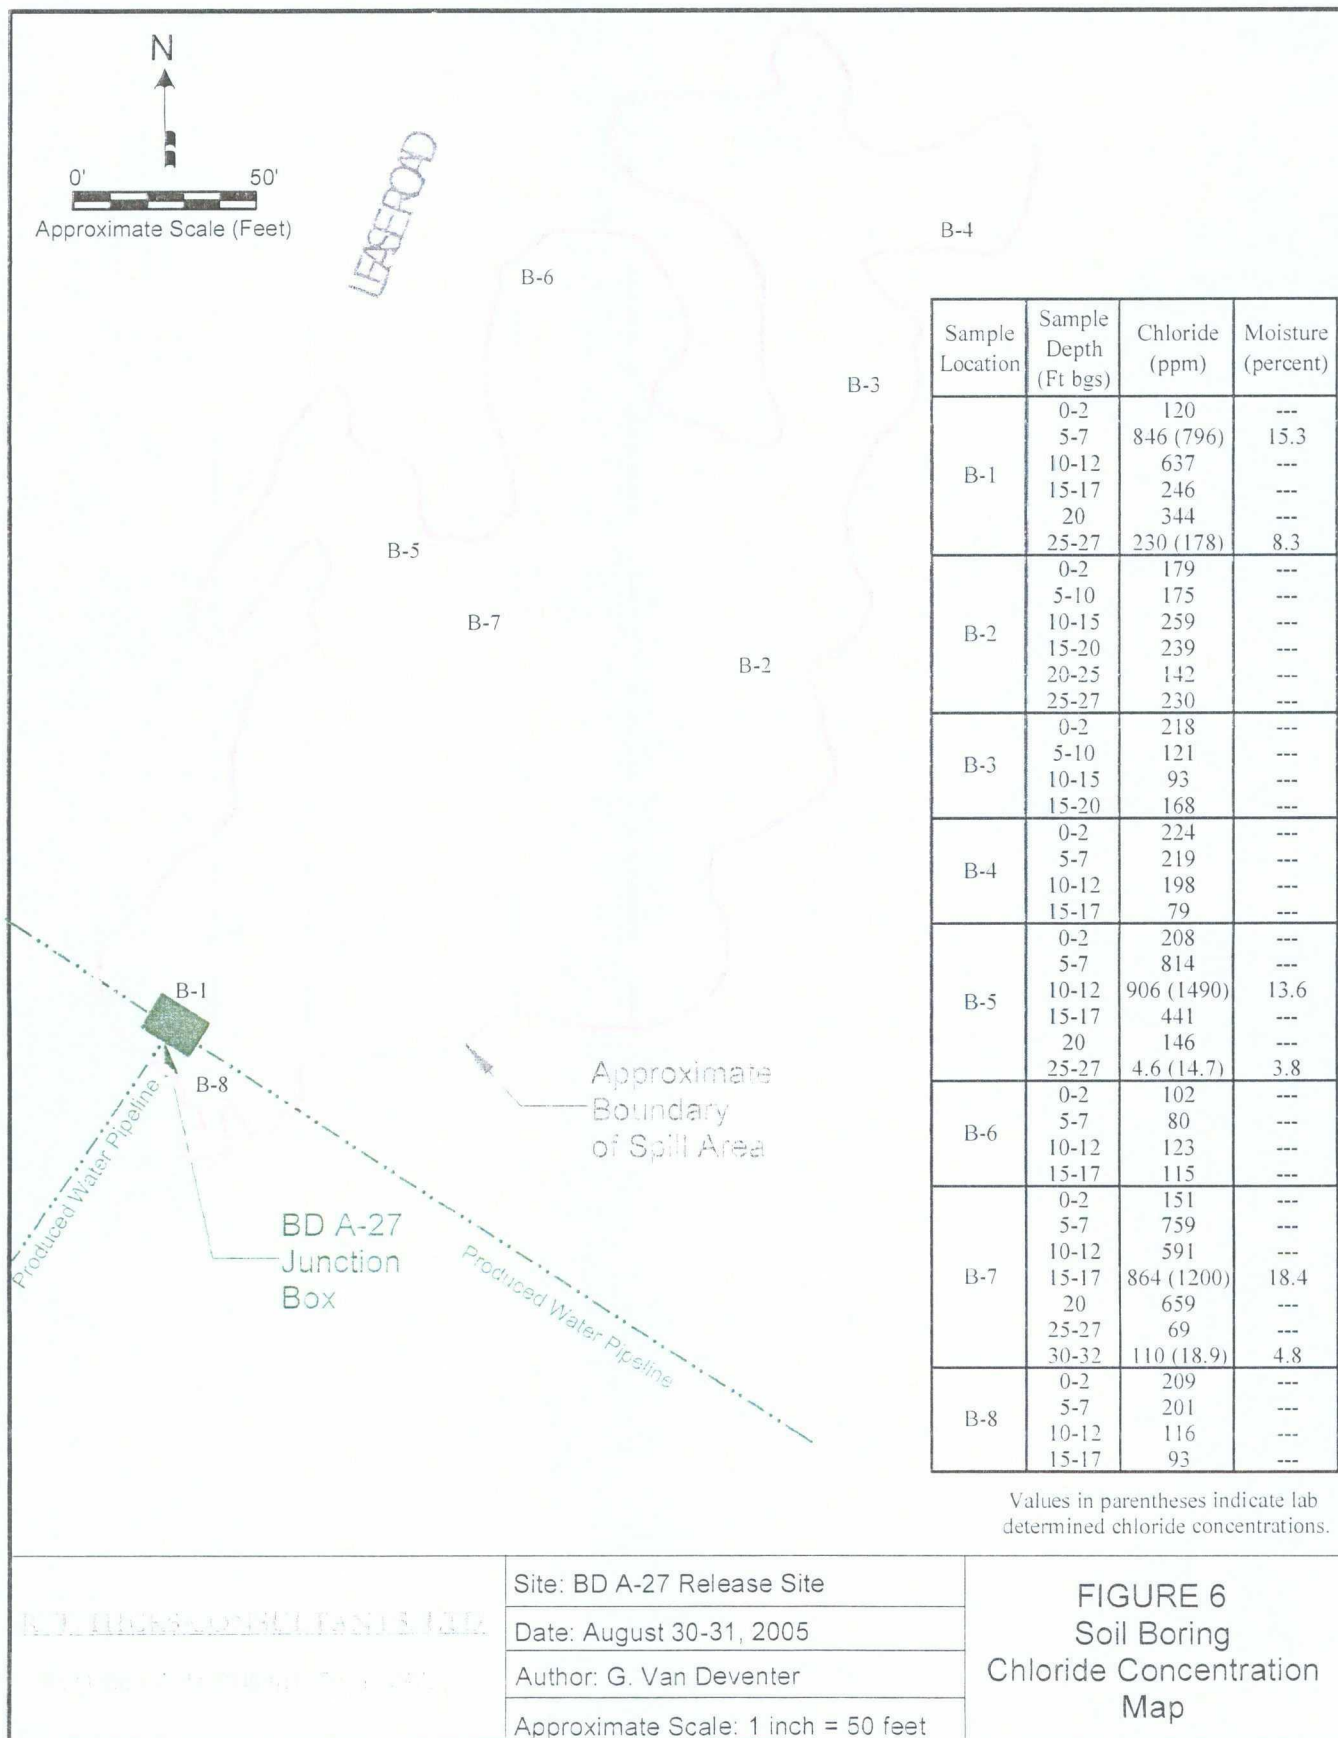 N
0' 50'
Approximate Scale (Feet)
LEASE ROAD
B-4
B-6
B-3
B-5
B-7
B-2
B-1
B-8
Produced Water Pipeline
Produced Water Pipeline
BD A-27
Junction
Box
Approximate
Boundary
of Spill Area
Sample Location Sample Depth (Ft bgs) Chloride (ppm) Moisture (percent)
B-1
0-2 120 ---
5-7 846 (796) 15.3
10-12 637 ---
15-17 246 ---
20 344 ---
25-27 230 (178) 8.3
B-2
0-2 179 ---
5-10 175 ---
10-15 259 ---
15-20 239 ---
20-25 142 ---
25-27 230 ---
B-3
0-2 218 ---
5-10 121 ---
10-15 93 ---
15-20 168 ---
B-4
0-2 224 ---
5-7 219 ---
10-12 198 ---
15-17 79 ---
B-5
0-2 208 ---
5-7 814 ---
10-12 906 (1490) 13.6
15-17 441 ---
20 146 ---
25-27 4.6 (14.7) 3.8
B-6
0-2 102 ---
5-7 80 ---
10-12 123 ---
15-17 115 ---
B-7
0-2 151 ---
5-7 759 ---
10-12 591 ---
15-17 864 (1200) 18.4
20 659 ---
25-27 69 ---
30-32 110 (18.9) 4.8
B-8
0-2 209 ---
5-7 201 ---
10-12 116 ---
15-17 93 ---
Values in parentheses indicate lab
determined chloride concentrations.
CONSULTANTS LTD
Site: BD A-27 Release Site
Date: August 30-31, 2005
Author: G. Van Deventer
Approximate Scale: 1 inch = 50 feet
FIGURE 6
Soil Boring
Chloride Concentration
Map